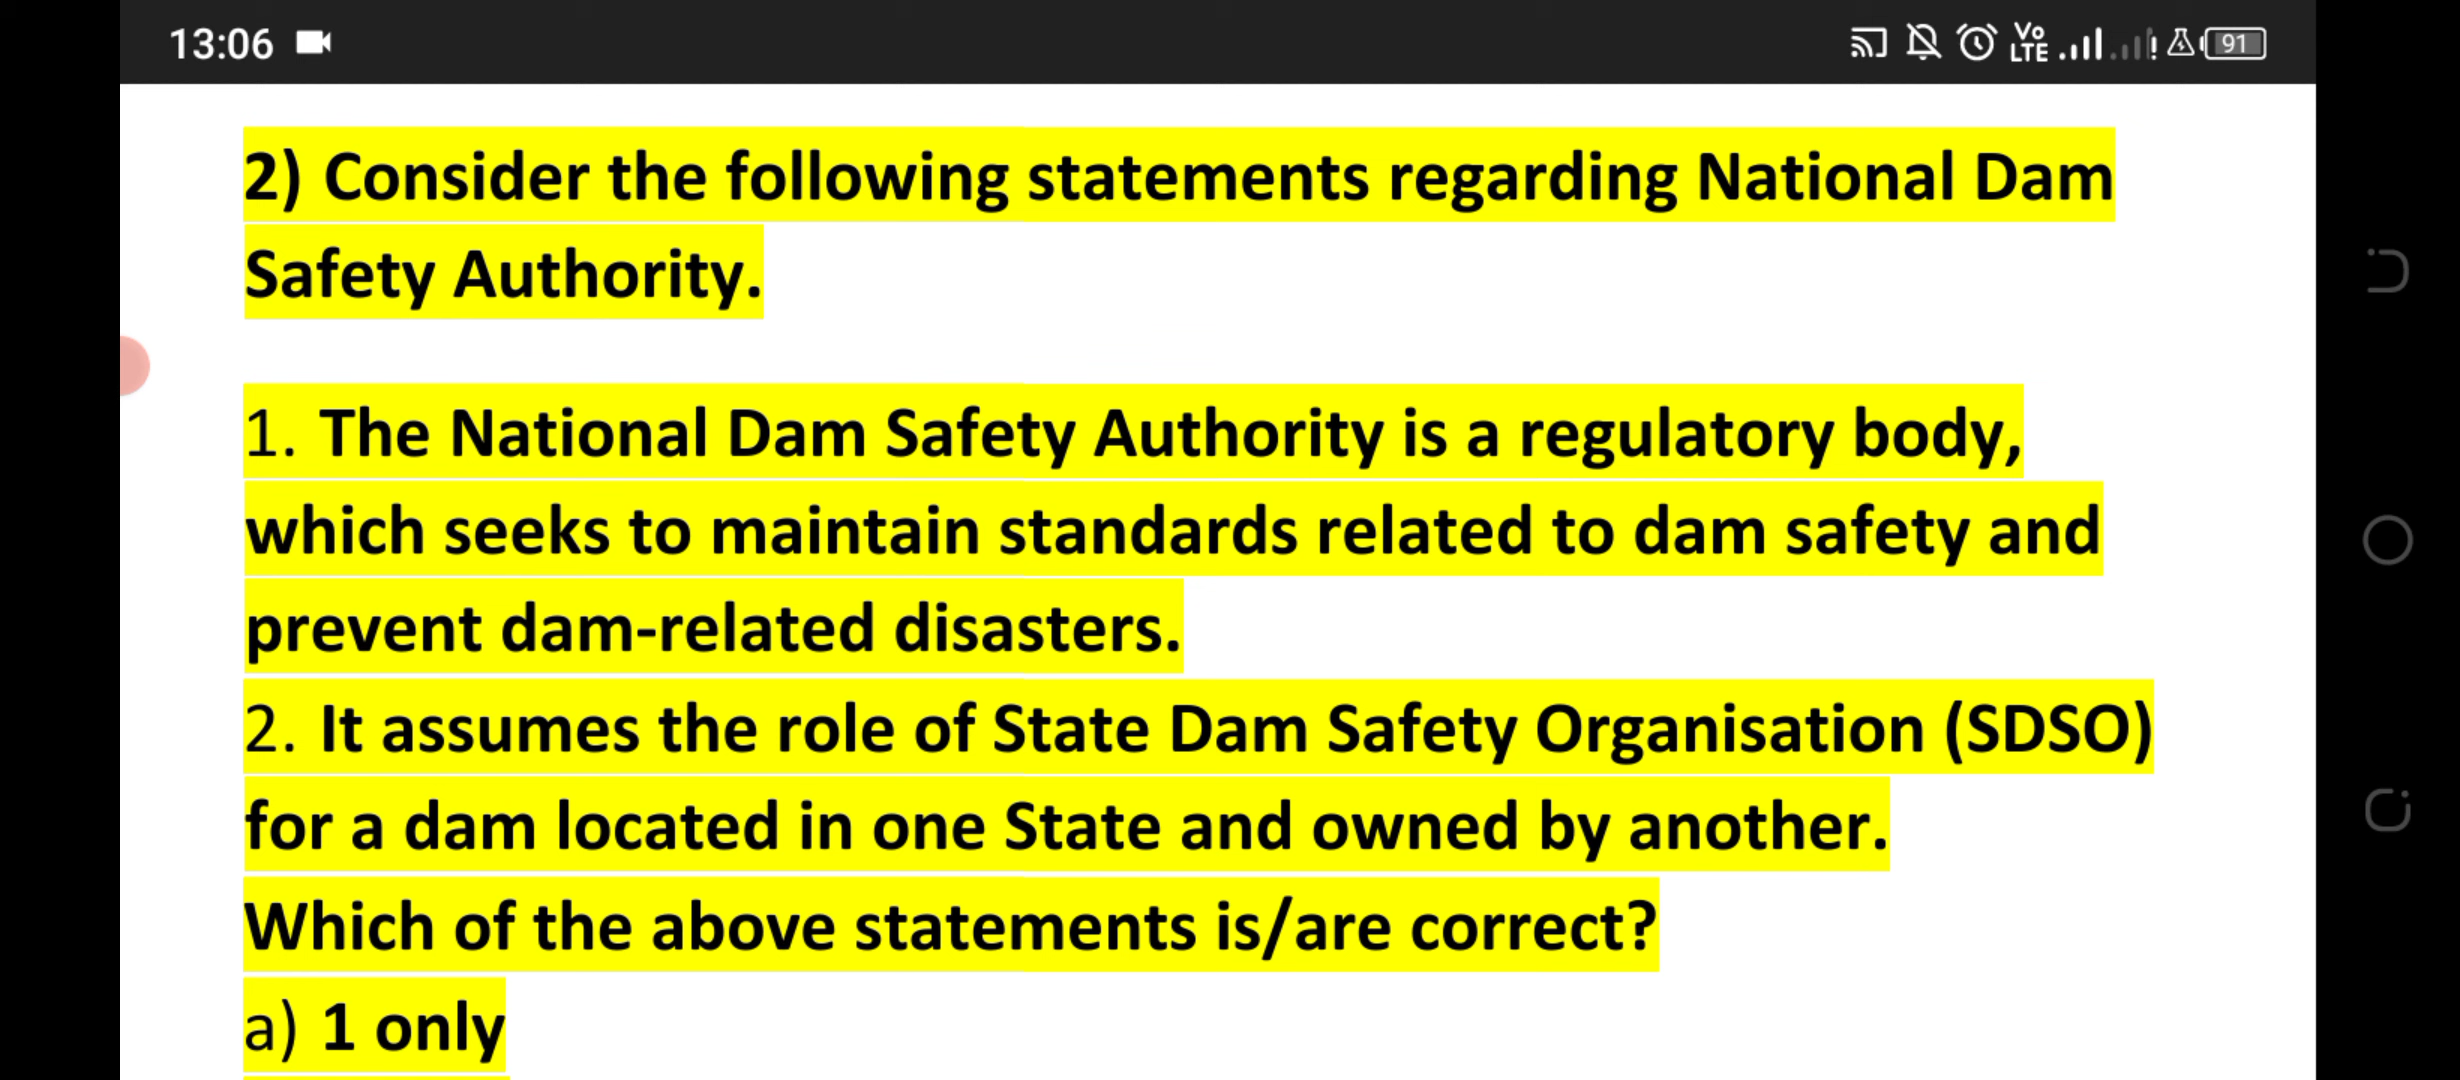 13:06
Vo
LTE
91
2) Consider the following statements regarding National Dam
Safety Authority.
1. The National Dam Safety Authority is a regulatory body,
which seeks to maintain standards related to dam safety and
prevent dam-related disasters.
2. It assumes the role of State Dam Safety Organisation (SDSO)
for a dam located in one State and owned by another.
Which of the above statements is/are correct?
a) 1 only